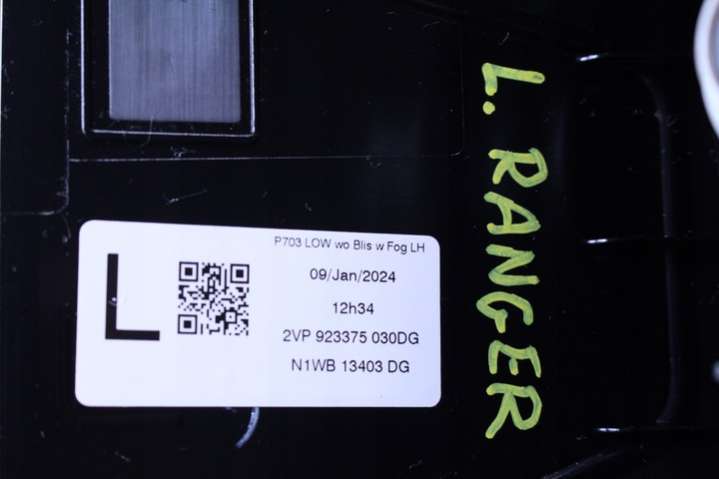 L
P703 LOW wo Blis w Fog LH
09/Jan/2024
12h34
2VP 923375 030DG
N1WB 13403 DG
L. RANGER